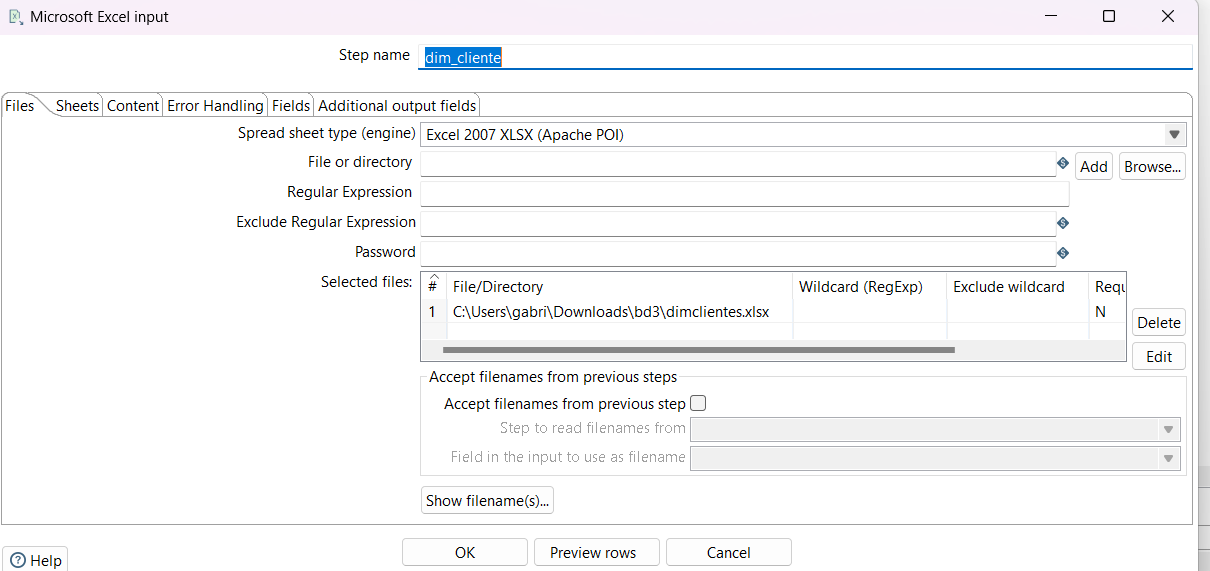 Microsoft Excel input
Step name dim_cliente
Files Sheets Content Error Handling Fields Additional output fields
Spread sheet type (engine) Excel 2007 XLSX (Apache POI)
File or directory Add Browse...
Regular Expression
Exclude Regular Expression
Password
Selected files: # File/Directory Wildcard (RegExp) Exclude wildcard Requ
1 C:\Users\gabri\Downloads\bd3\dimclientes.xlsx N
Delete
Edit
Accept filenames from previous steps
Accept filenames from previous step
Step to read filenames from
Field in the input to use as filename
Show filename(s)...
OK Preview rows Cancel
Help